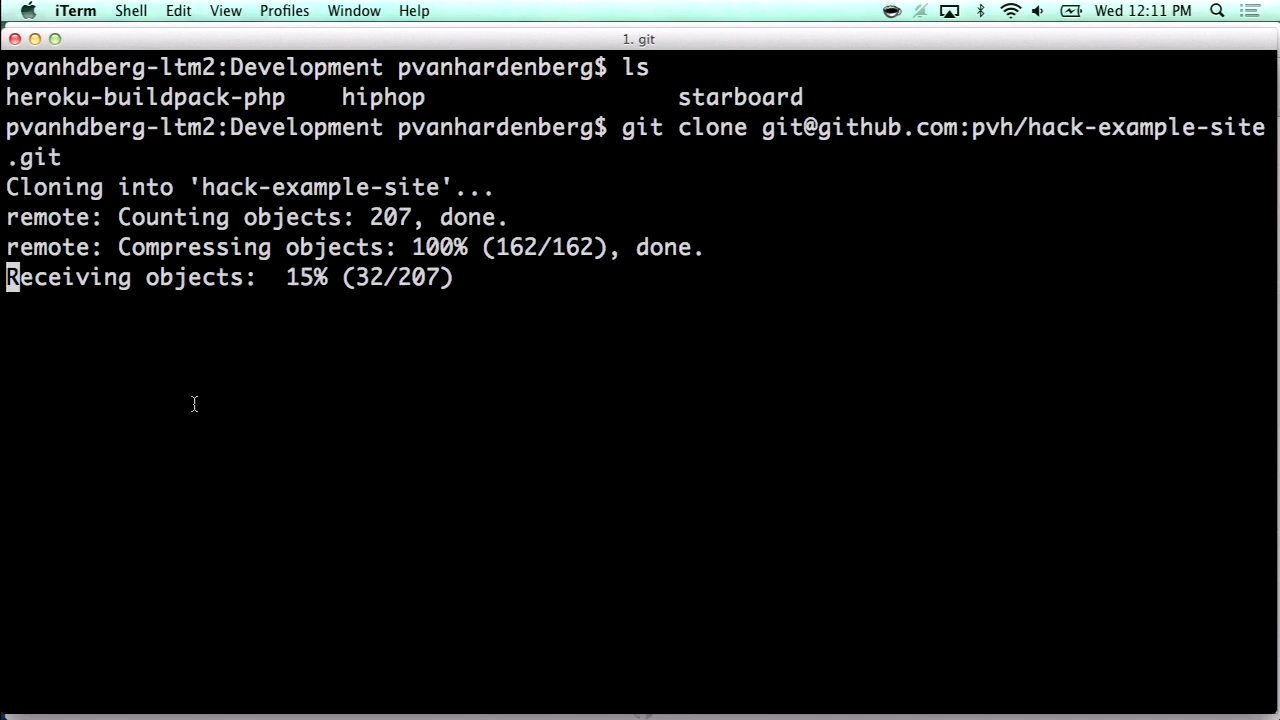 iTerm Shell Edit View Profiles Window Help Wed 12:11 PM
1. git
pvanhdberg-ltm2:Development pvanhardenberg$ ls
heroku-buildpack-php hiphop starboard
pvanhdberg-ltm2:Development pvanhardenberg$ git clone git@github.com:pvh/hack-example-site
.git
Cloning into 'hack-example-site'...
remote: Counting objects: 207, done.
remote: Compressing objects: 100% (162/162), done.
Receiving objects: 15% (32/207)